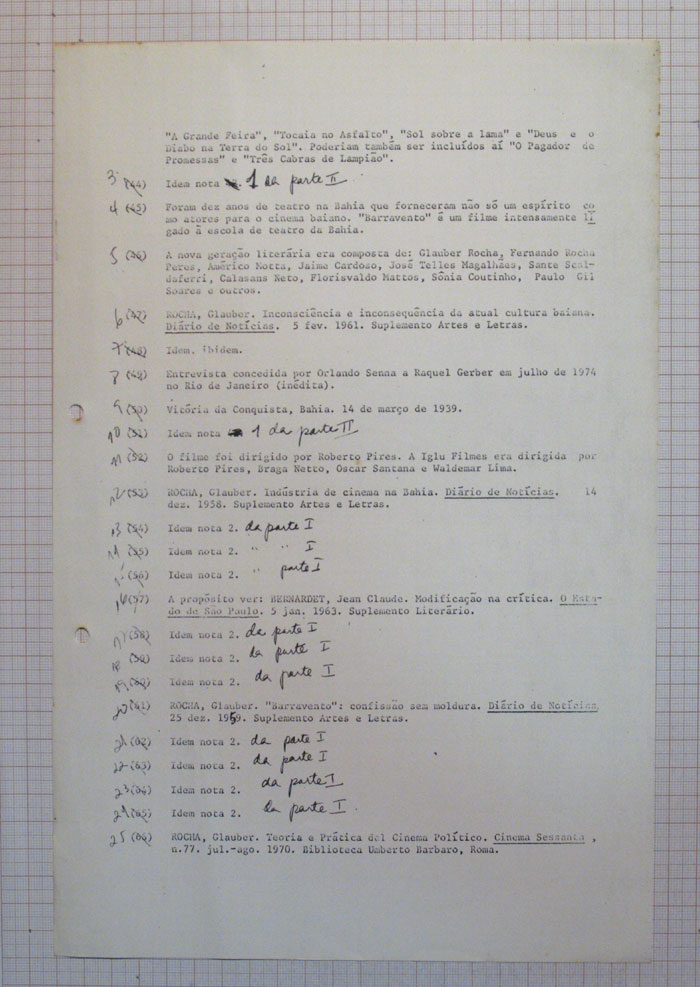 "A Grande Feira", "Tocaia no Asfalto", "Sol sobre a lama" e "Deus e o
Diabo na Terra do Sol". Poderiam também ser incluídos aí "O Pagador de
Promessas" e "Três Cabras de Lampião".
3 (44) Idem nota 1 da parte II
4 (45) Foram dez anos de teatro na Bahia que forneceram não só um espírito co
mo atores para o cinema baiano. "Barravento" é um filme intensamente li
gado à escola de teatro da Bahia.
5 (46) A nova geração literária era composta de: Glauber Rocha, Fernando Rocha
Peres, Américo Motta, Jaime Cardoso, José Telles Magalhães, Sante Scal-
daferri, Calasans Neto, Florisvaldo Mattos, Sônia Coutinho, Paulo Gil
Soares e outros.
6 (47) ROCHA, Glauber. Inconsciência e inconsequência da atual cultura baiana.
Diário de Notícias. 5 fev. 1961. Suplemento Artes e Letras.
7 (48) Idem. ibidem.
8 (49) Entrevista concedida por Orlando Senna a Raquel Gerber em julho de 1974
no Rio de Janeiro (inédita).
9 (50) Vitória da Conquista, Bahia. 14 de março de 1939.
10 (51) Idem nota 1 da parte II
11 (52) O filme foi dirigido por Roberto Pires. A Iglu Filmes era dirigida por
Roberto Pires, Braga Netto, Oscar Santana e Waldemar Lima.
12 (53) ROCHA, Glauber. Indústria de cinema na Bahia. Diário de Notícias. 14
dez. 1958. Suplemento Artes e Letras.
13 (54) Idem nota 2. da parte I
14 (55) Idem nota 2. " " I
15 (56) Idem nota 2. " parte I
16 (57) A propósito ver: BERNARDET, Jean Claude. Modificação na crítica. O Esta-
do de São Paulo. 5 jan. 1963. Suplemento Literário.
17 (58) Idem nota 2. da parte I
18 (59) Idem nota 2. da parte I
19 (60) Idem nota 2. da parte I
20 (61) ROCHA, Glauber. "Barravento": confissão sem moldura. Diário de Notícias
25 dez. 1959. Suplemento Artes e Letras.
21 (62) Idem nota 2. da parte I
22 (63) Idem nota 2. da parte I
23 (64) Idem nota 2. da parte I
24 (65) Idem nota 2. da parte I.
25 (66) ROCHA, Glauber. Teoria e Prática del Cinema Político. Cinema Sessanta ,
n.77. jul.-ago. 1970. Biblioteca Umberto Barbaro, Roma.